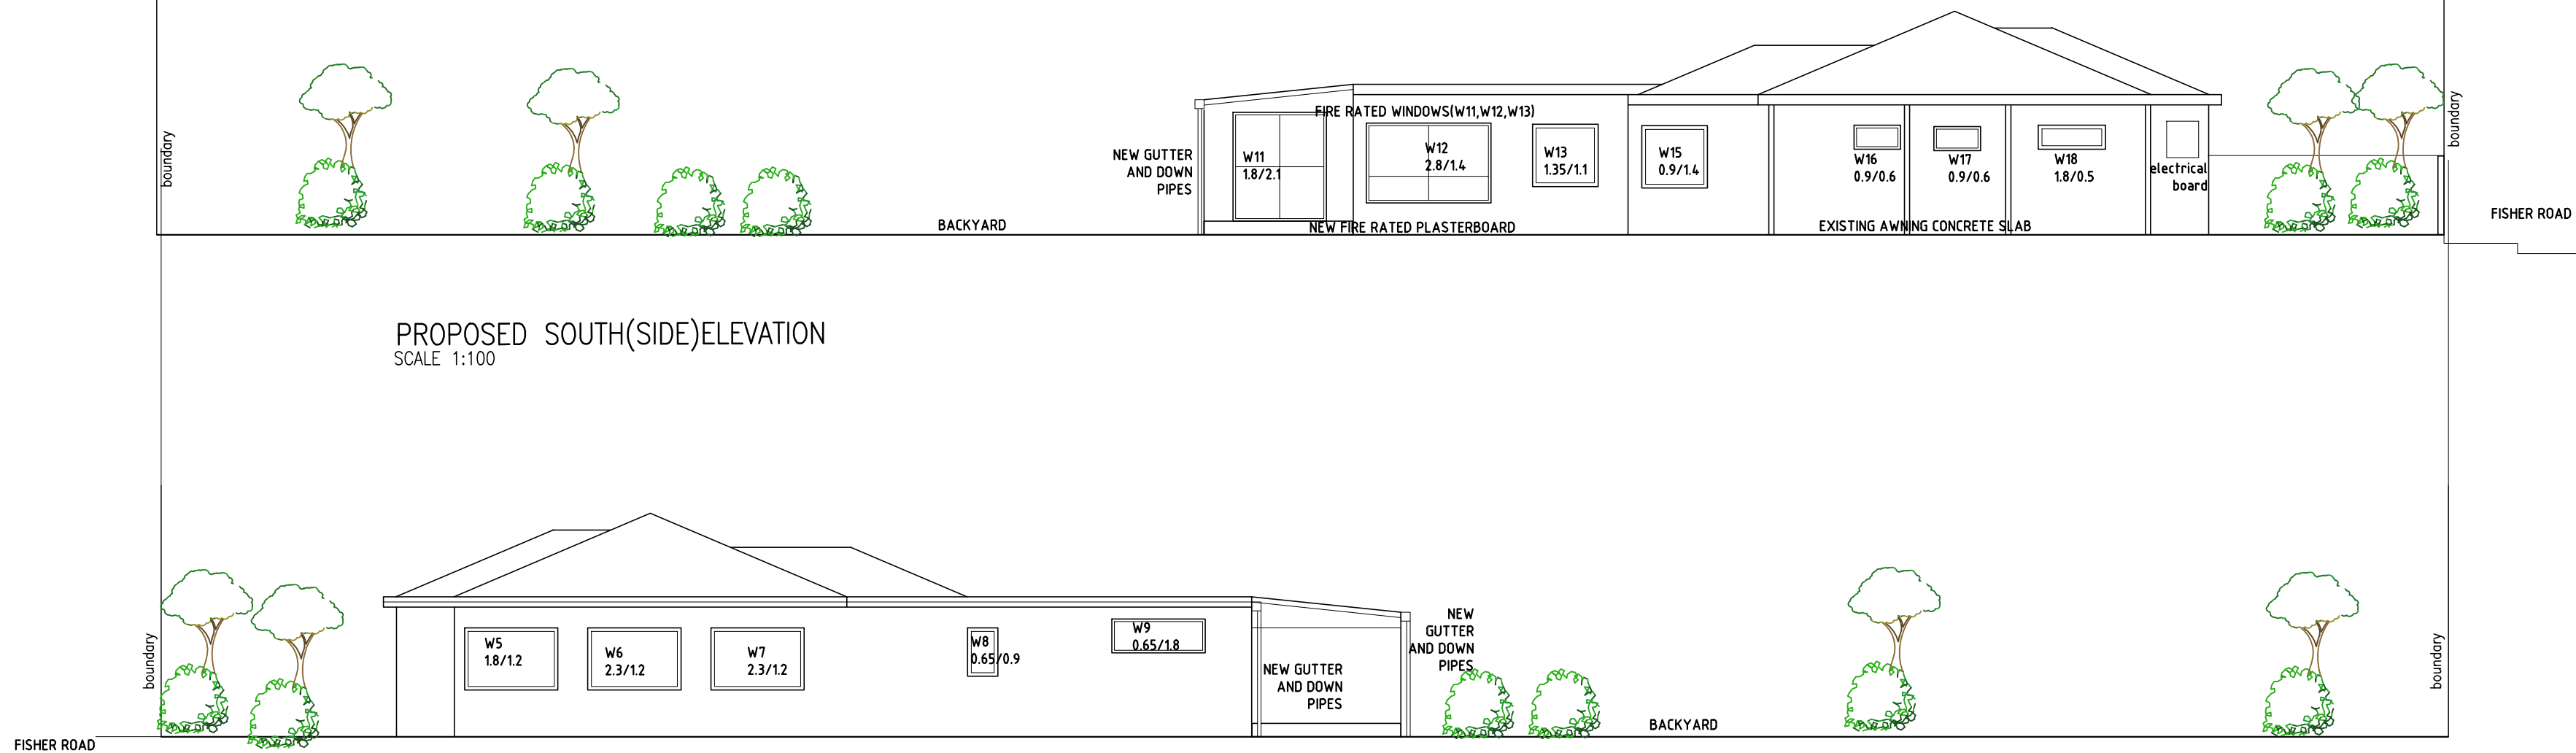 boundary
FIRE RATED WINDOWS(W11,W12,W13)
NEW GUTTER
AND DOWN
PIPES
W11
1.8/2.1
W12
2.8/1.4
W13
1.35/1.1
W15
0.9/1.4
W16
0.9/0.6
W17
0.9/0.6
W18
1.8/0.5
electrical
board
boundary
FISHER ROAD
BACKYARD
NEW FIRE RATED PLASTERBOARD
EXISTING AWNING CONCRETE SLAB
PROPOSED SOUTH(SIDE)ELEVATION
SCALE 1:100
boundary
W5
1.8/1.2
W6
2.3/1.2
W7
2.3/1.2
W8
0.65/0.9
W9
0.65/1.8
NEW GUTTER
AND DOWN
PIPES
NEW
GUTTER
AND DOWN
PIPES
boundary
BACKYARD
FISHER ROAD